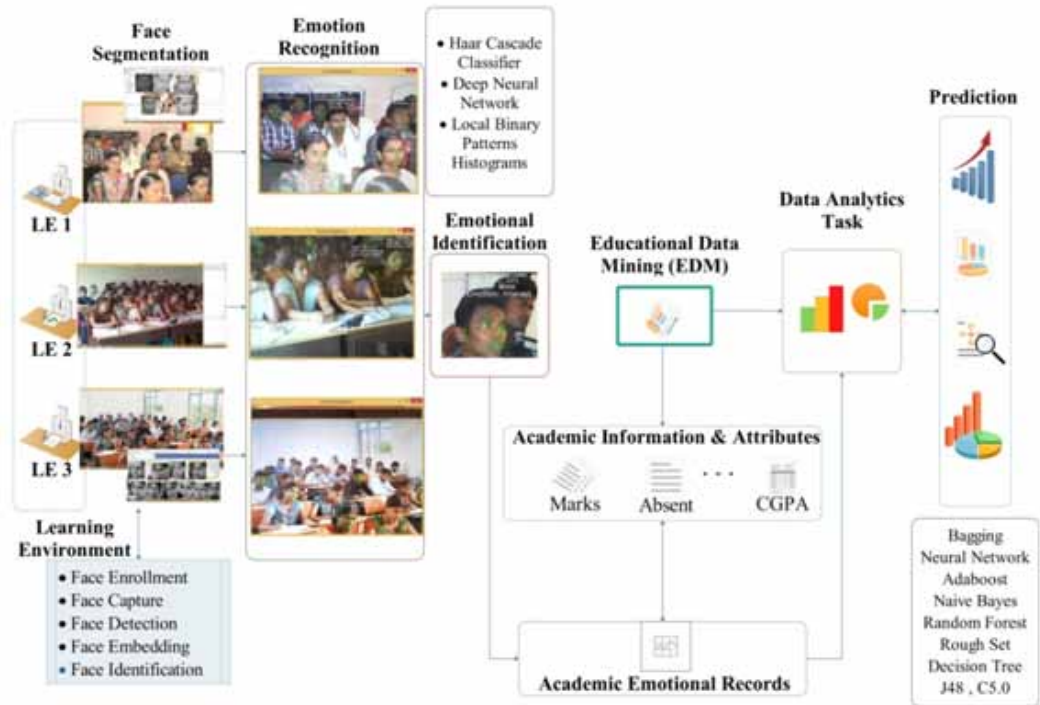 Face
Segmentation
Emotion
Recognition
• Haar Cascade
Classifier
• Deep Neural
Network
• Local Binary
Patterns
Histograms
LE 1
LE 2
LE 3
Learning
Environment
• Face Enrollment
• Face Capture
• Face Detection
• Face Embedding
• Face Identification
Emotional
Identification
Educational Data
Mining (EDM)
Data Analytics
Task
Prediction
Academic Information & Attributes
Marks
Absent
• • •
CGPA
Academic Emotional Records
Bagging
Neural Network
Adaboost
Naive Bayes
Random Forest
Rough Set
Decision Tree
J48 , C5.0